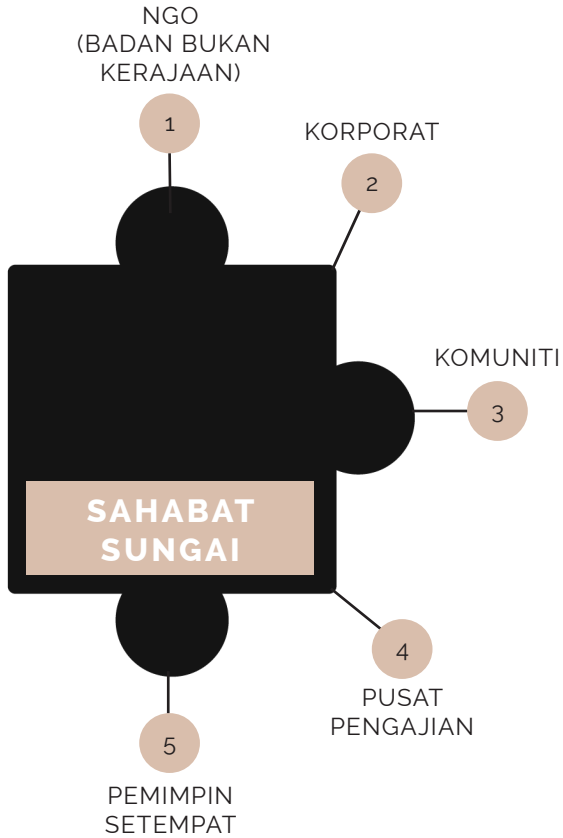 NGO
(BADAN BUKAN
KERAJAAN)
1
KORPORAT
2
KOMUNITI
3
SAHABAT
SUNGAI
4
PUSAT
PENGAJIAN
5
PEMIMPIN
SETEMPAT